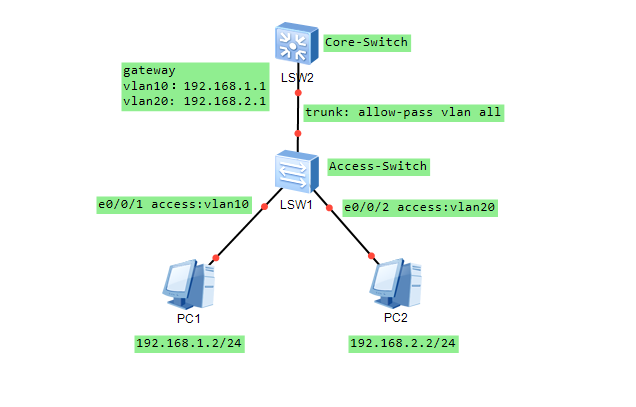 Core-Switch
LSW2
gateway
vlan10: 192.168.1.1
vlan20: 192.168.2.1
trunk: allow-pass vlan all
Access-Switch
LSW1
e0/0/1 access:vlan10
e0/0/2 access:vlan20
PC1
PC2
192.168.1.2/24
192.168.2.2/24